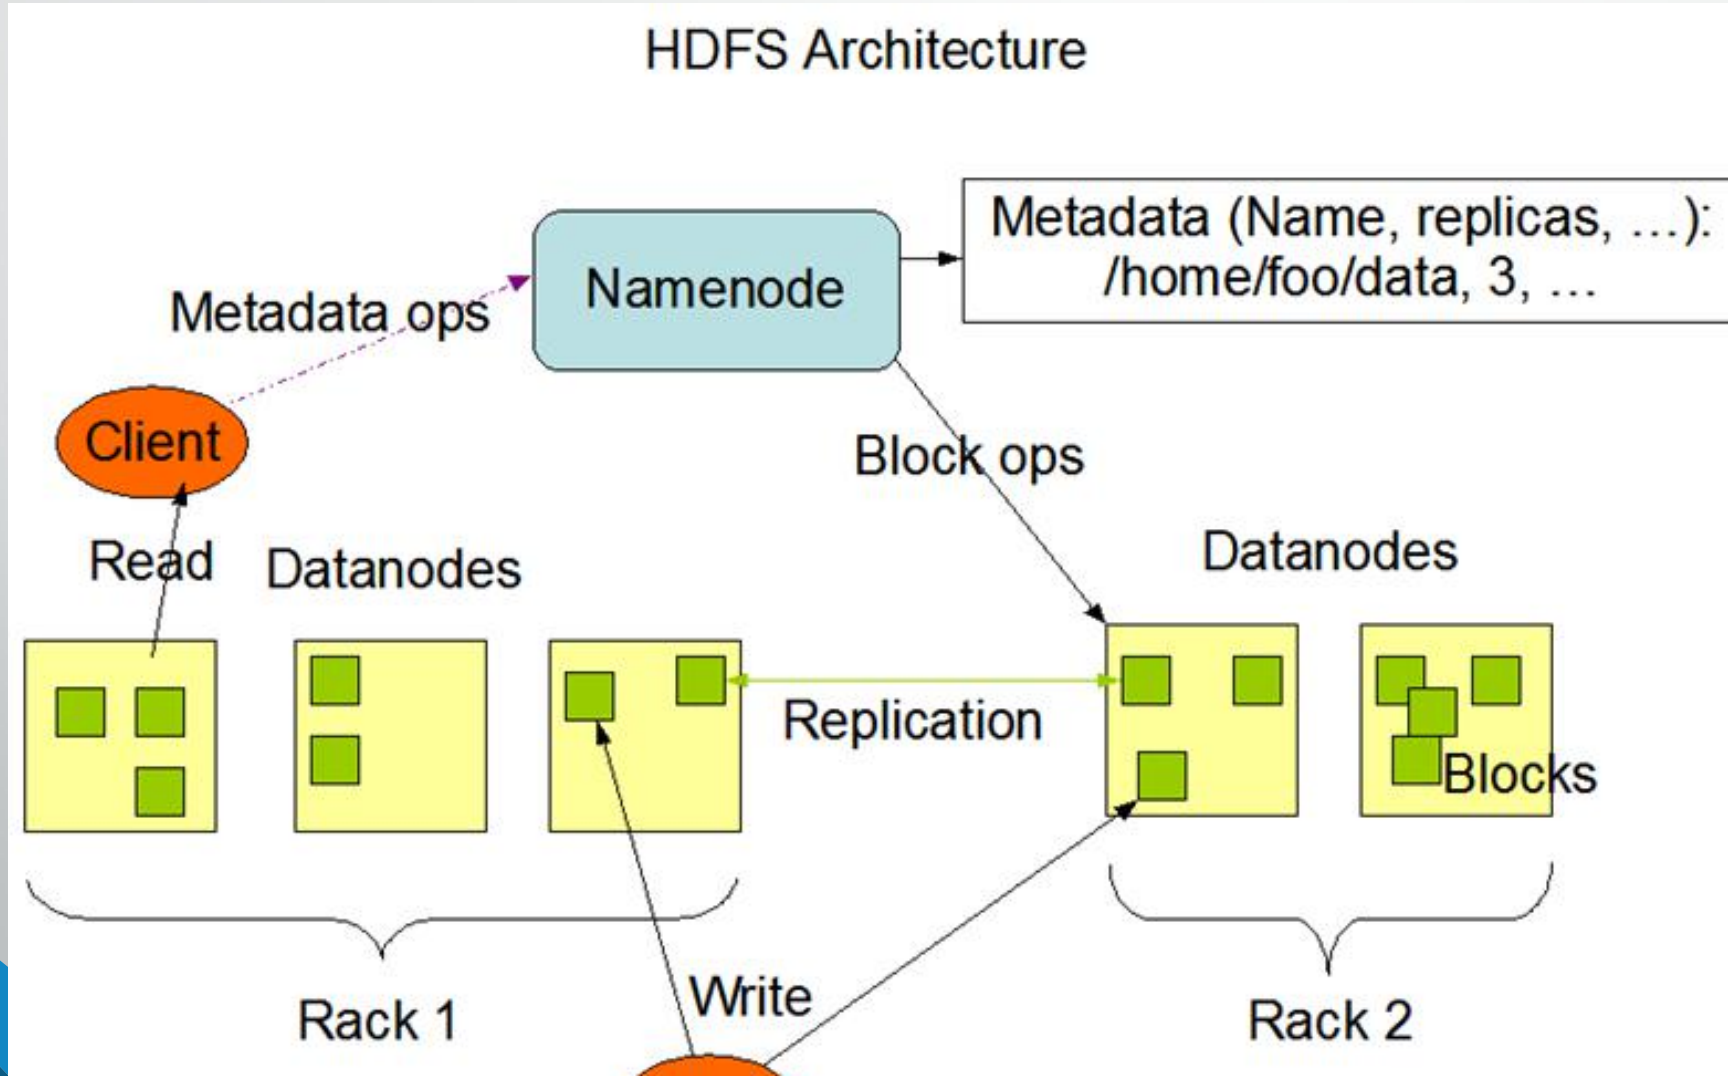 HDFS Architecture
Metadata (Name, replicas, ...):
/home/foo/data, 3, ...
Namenode
Metadata ops
Client
Block ops
Read
Datanodes
Datanodes
Replication
Blocks
Write
Rack 1
Rack 2